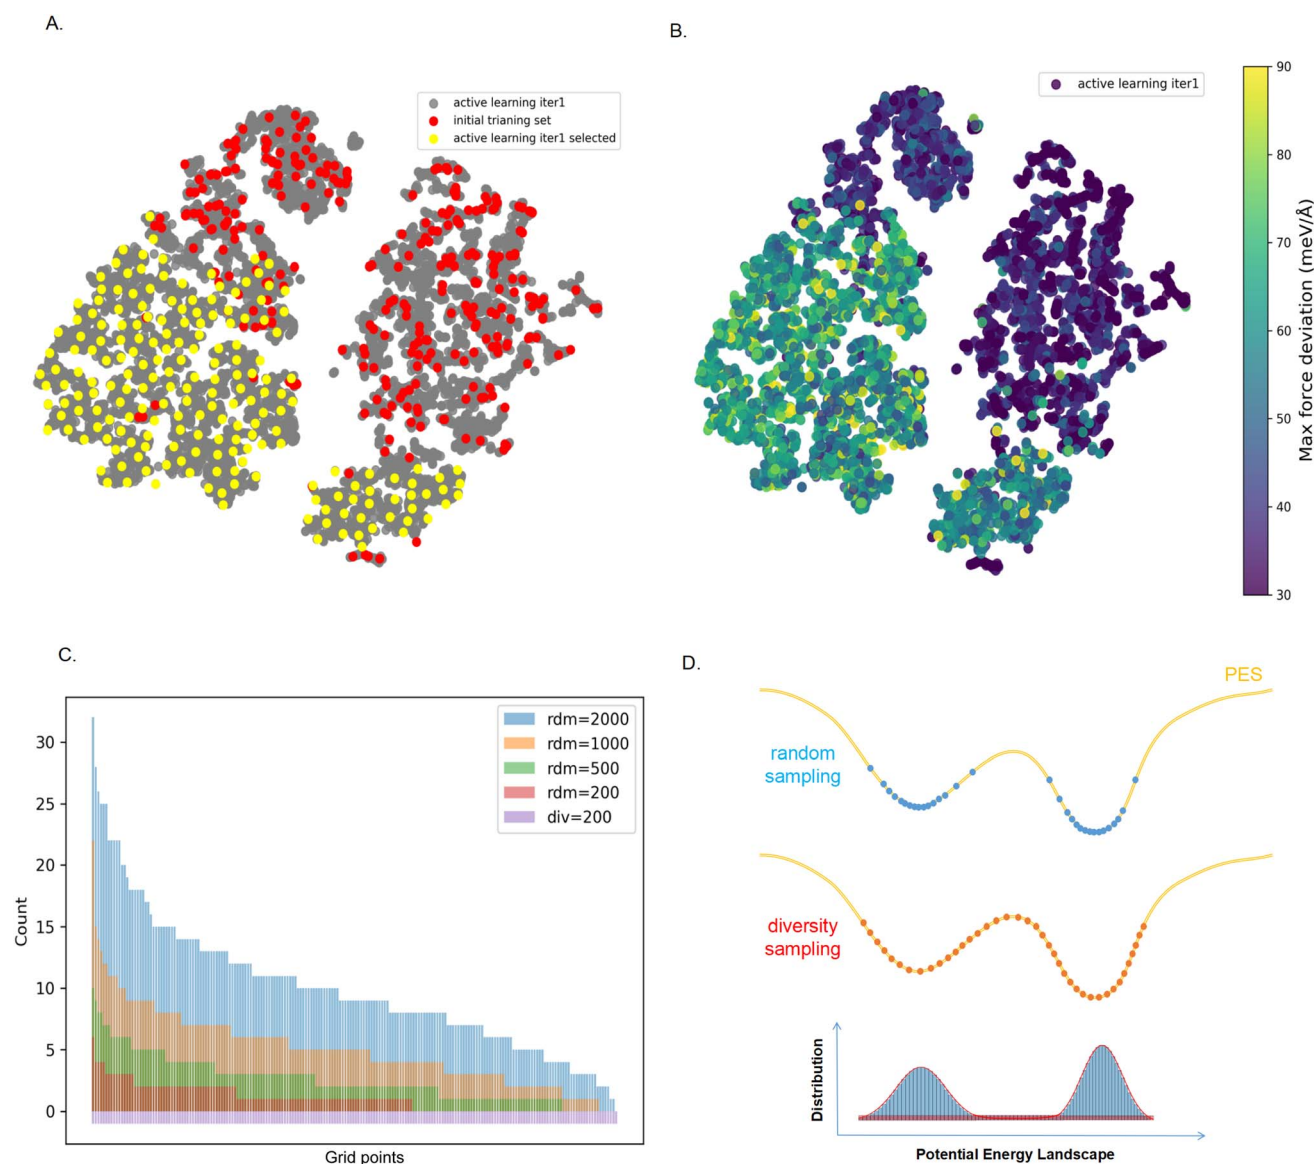 A.
active learning iter1
initial trianing set
active learning iter1 selected
B.
active learning iter1
90
80
70
60
50
40
30
Max force deviation (meV/Å)
C.
rdm=2000
rdm=1000
rdm=500
rdm=200
div=200
30
25
20
15
10
5
0
Count
Grid points
D.
PES
random
sampling
diversity
sampling
Distribution
Potential Energy Landscape